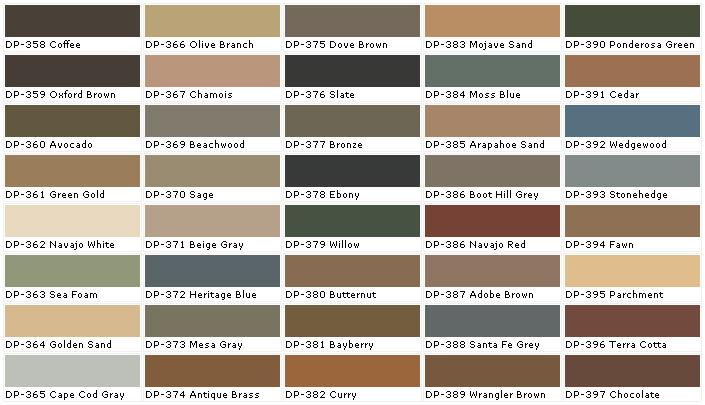 DP-358 Coffee
DP-366 Olive Branch
DP-375 Dove Brown
DP-383 Mojave Sand
DP-390 Ponderosa Green
DP-359 Oxford Brown
DP-367 Chamois
DP-376 Slate
DP-384 Moss Blue
DP-391 Cedar
DP-360 Avocado
DP-369 Beachwood
DP-377 Bronze
DP-385 Arapahoe Sand
DP-392 Wedgewood
DP-361 Green Gold
DP-370 Sage
DP-378 Ebony
DP-386 Boot Hill Grey
DP-393 Stonehedge
DP-362 Navajo White
DP-371 Beige Gray
DP-379 Willow
DP-386 Navajo Red
DP-394 Fawn
DP-363 Sea Foam
DP-372 Heritage Blue
DP-380 Butternut
DP-387 Adobe Brown
DP-395 Parchment
DP-364 Golden Sand
DP-373 Mesa Gray
DP-381 Bayberry
DP-388 Santa Fe Grey
DP-396 Terra Cotta
DP-365 Cape Cod Gray
DP-374 Antique Brass
DP-382 Curry
DP-389 Wrangler Brown
DP-397 Chocolate